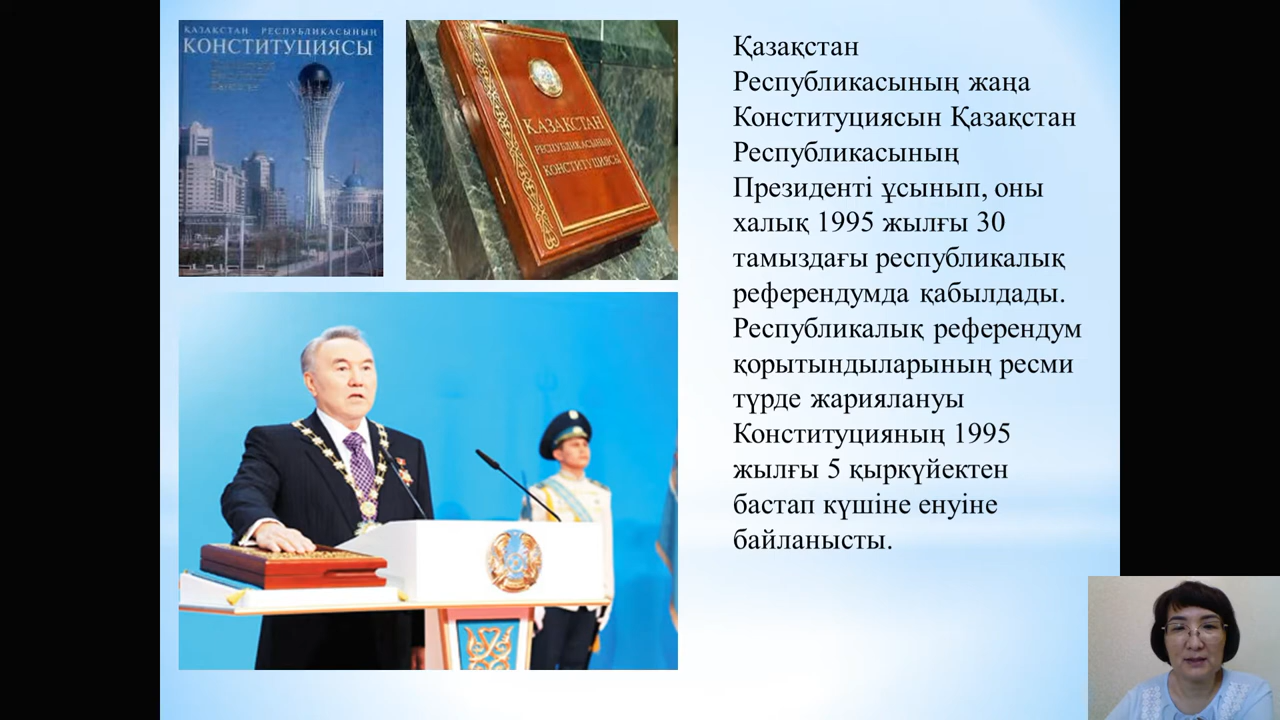 ҚАЗАҚСТАН РЕСПУБЛИКАСЫНЫҢ
КОНСТИТУЦИЯСЫ
ҚАЗАҚСТАН
РЕСПУБЛИКАСЫНЫҢ
КОНСТИТУЦИЯСЫ
Қазақстан
Республикасының жаңа
Конституциясын Қазақстан
Республикасының
Президенті ұсынып, оны
халық 1995 жылғы 30
тамыздағы республикалық
референдумда қабылдады.
Республикалық референдум
қорытындыларының ресми
түрде жариялануы
Конституцияның 1995
жылғы 5 қыркүйектен
бастап күшіне енуіне
байланысты.